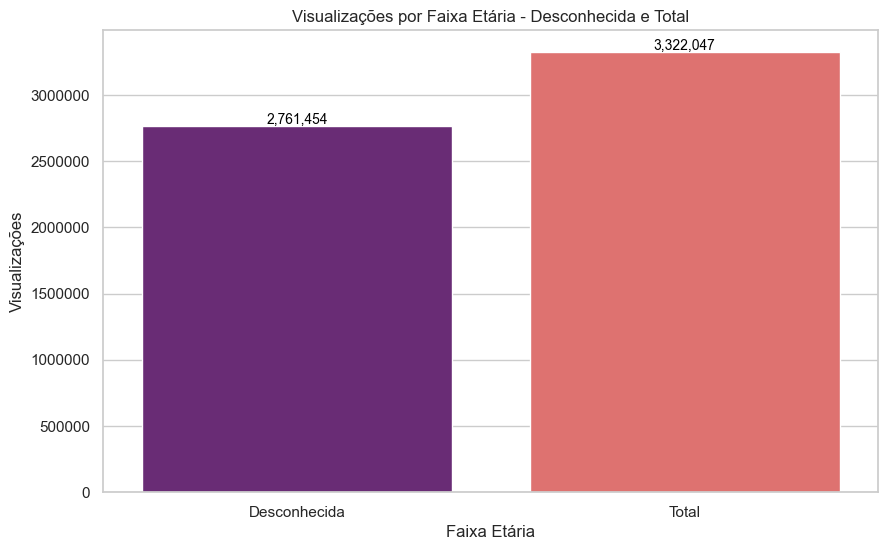 Visualizações por Faixa Etária - Desconhecida e Total
3,322,047
2,761,454
3000000
2500000
2000000
1500000
1000000
500000
0
Visualizações
Desconhecida
Total
Faixa Etária